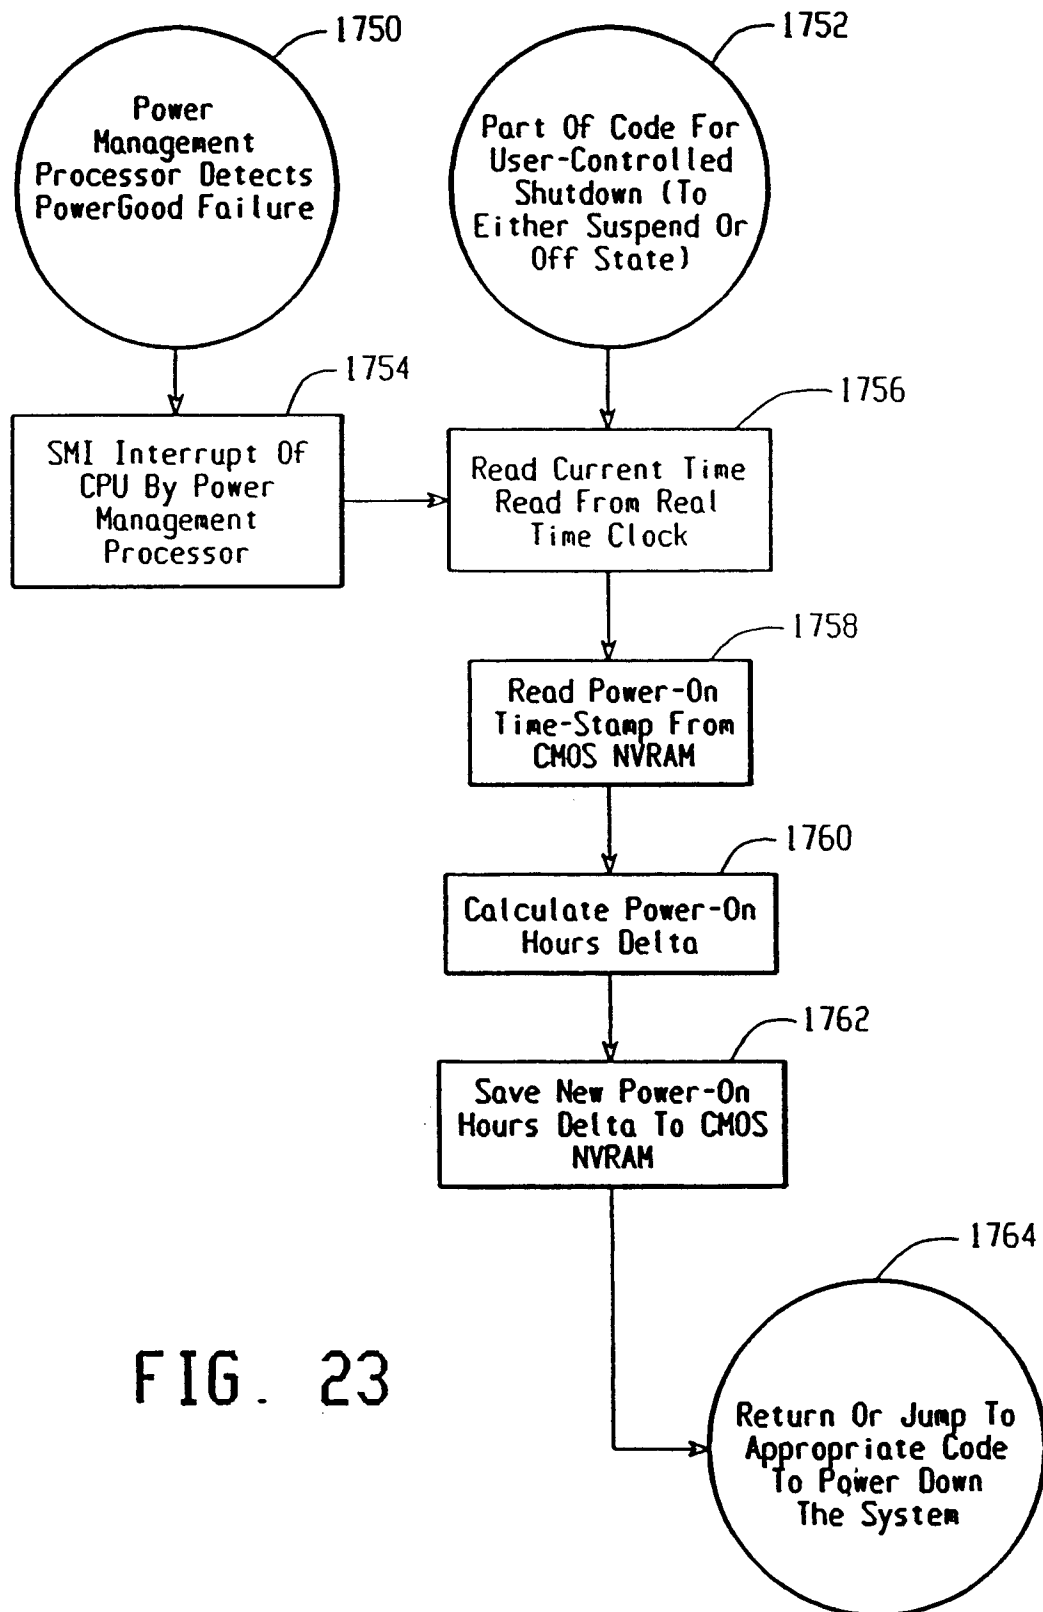 1750
Power
Management
Processor Detects
PowerGood Failure
1752
Part Of Code For
User-Controlled
Shutdown (To
Either Suspend Or
Off State)
1754
SMI Interrupt Of
CPU By Power
Management
Processor
1756
Read Current Time
Read From Real
Time Clock
1758
Read Power-On
Time-Stamp From
CMOS NVRAM
1760
Calculate Power-On
Hours Delta
1762
Save New Power-On
Hours Delta To CMOS
NVRAM
1764
Return Or Jump To
Appropriate Code
To Power Down
The System
FIG. 23